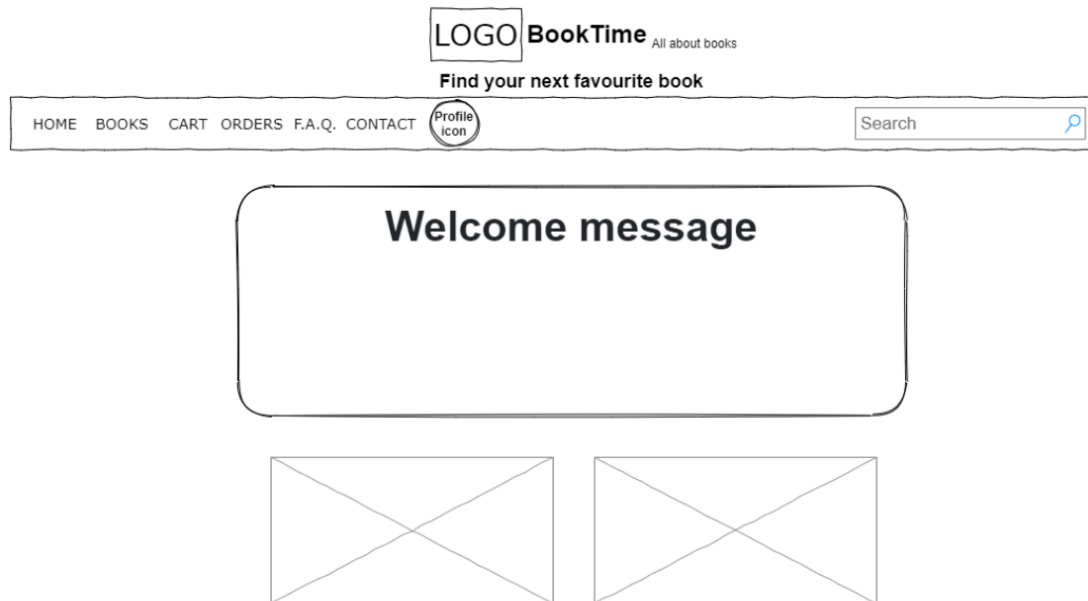 LOGO BookTime All about books
Find your next favourite book
HOME BOOKS CART ORDERS F.A.Q. CONTACT Profile icon Search
Welcome message